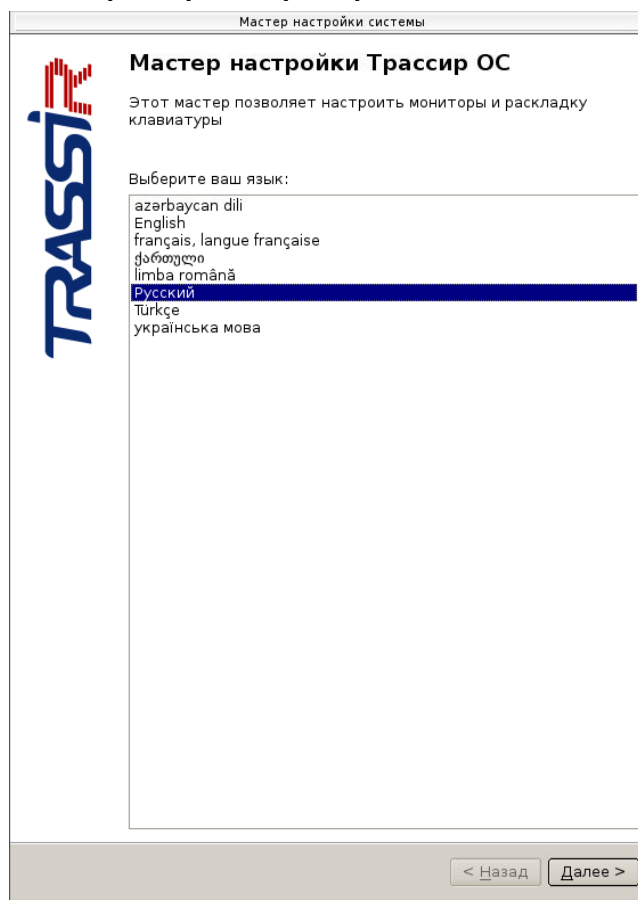 Мастер настройки системы
TRASSIR
Мастер настройки Трассир ОС
Этот мастер позволяет настроить мониторы и раскладку
клавиатуры
Выберите ваш язык:
azərbaycan dili
English
français, langue française
ქართული
limba română
Русский
Türkçe
українська мова
< Назад
Далее >